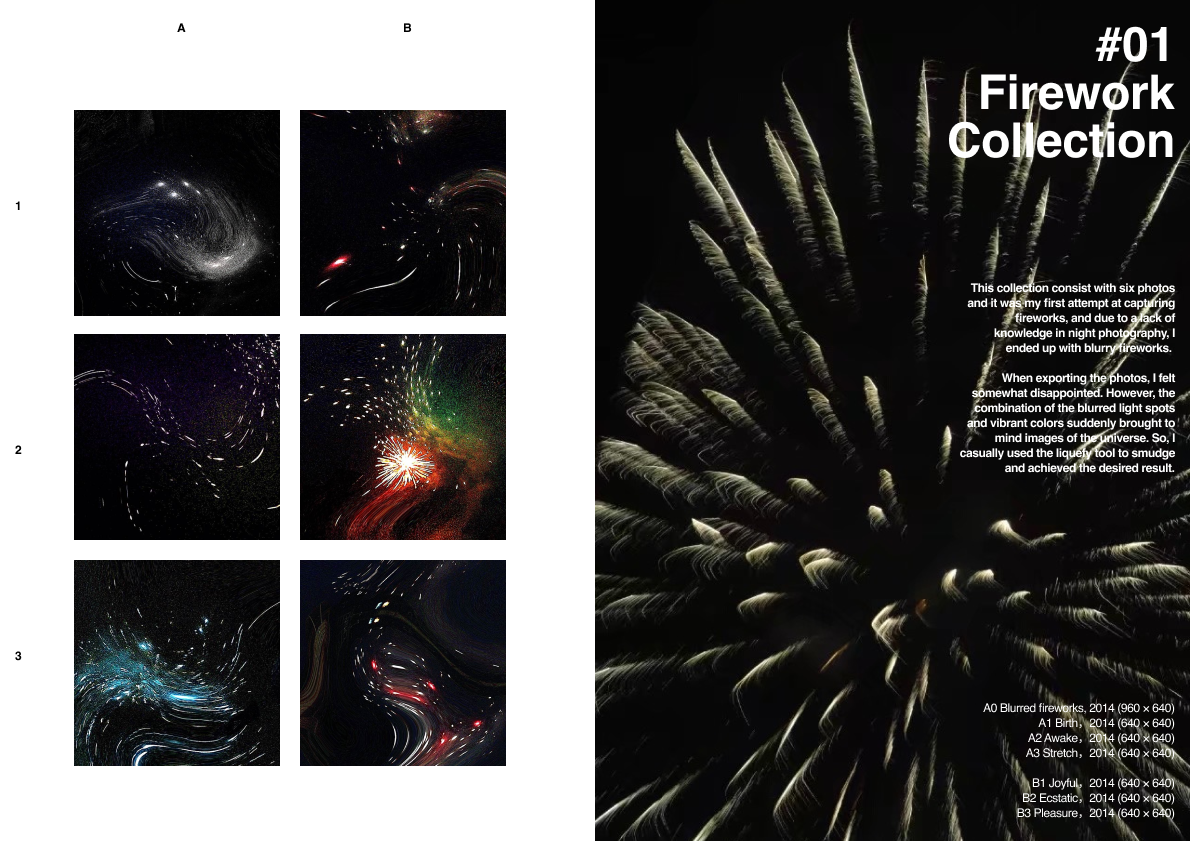 A
B
1
2
3
#01
Firework
Collection
This collection consist with six photos
and it was my first attempt at capturing
fireworks, and due to a lack of
knowledge in night photography, I
ended up with blurry fireworks.
When exporting the photos, I felt
somewhat disappointed. However, the
combination of the blurred light spots
and vibrant colors suddenly brought to
mind images of the universe. So, I
casually used the liquefy tool to smudge
and achieved the desired result.
A0 Blurred fireworks, 2014 (960 × 640)
A1 Birth，2014 (640 × 640)
A2 Awake，2014 (640 × 640)
A3 Stretch，2014 (640 × 640)
B1 Joyful，2014 (640 × 640)
B2 Ecstatic，2014 (640 × 640)
B3 Pleasure，2014 (640 × 640)